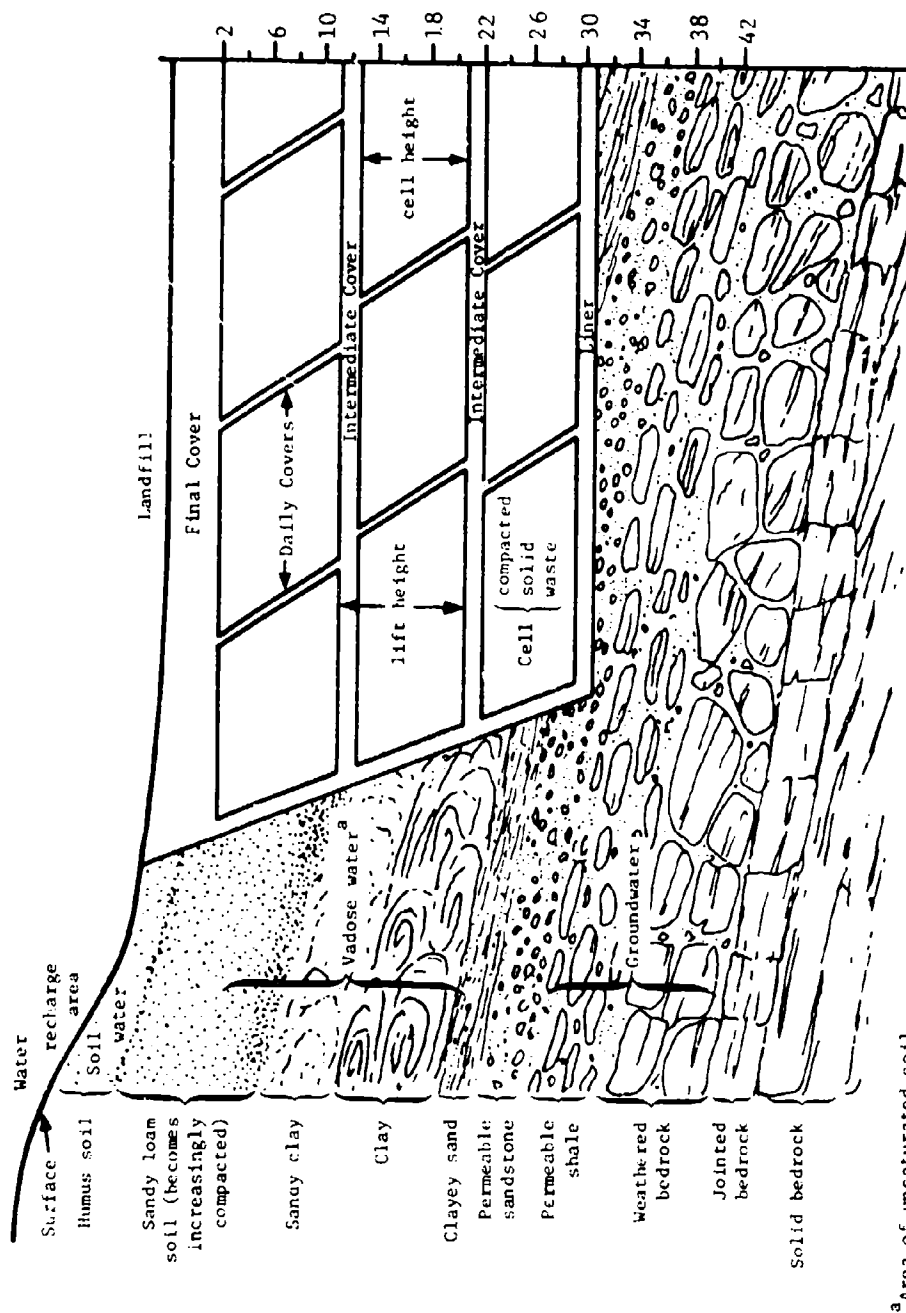 Water
recharge
area
Surface
Humus soil
Soil
water
Sandy loam
soil (becomes
increasingly
compacted)
Sandy clay
Clay
Clayey sand
Permeable
sandstone
Permeable
shale
Weathered
bedrock
Jointed
bedrock
Solid bedrock
Vadose water a
Groundwater
Landfill
Final Cover
Daily Covers
Intermediate Cover
lift height
cell height
Intermediate Cover
Cell
compacted
solid
waste
Liner
2
6
10
14
18
22
26
30
34
38
42
a Area of unsaturated soil